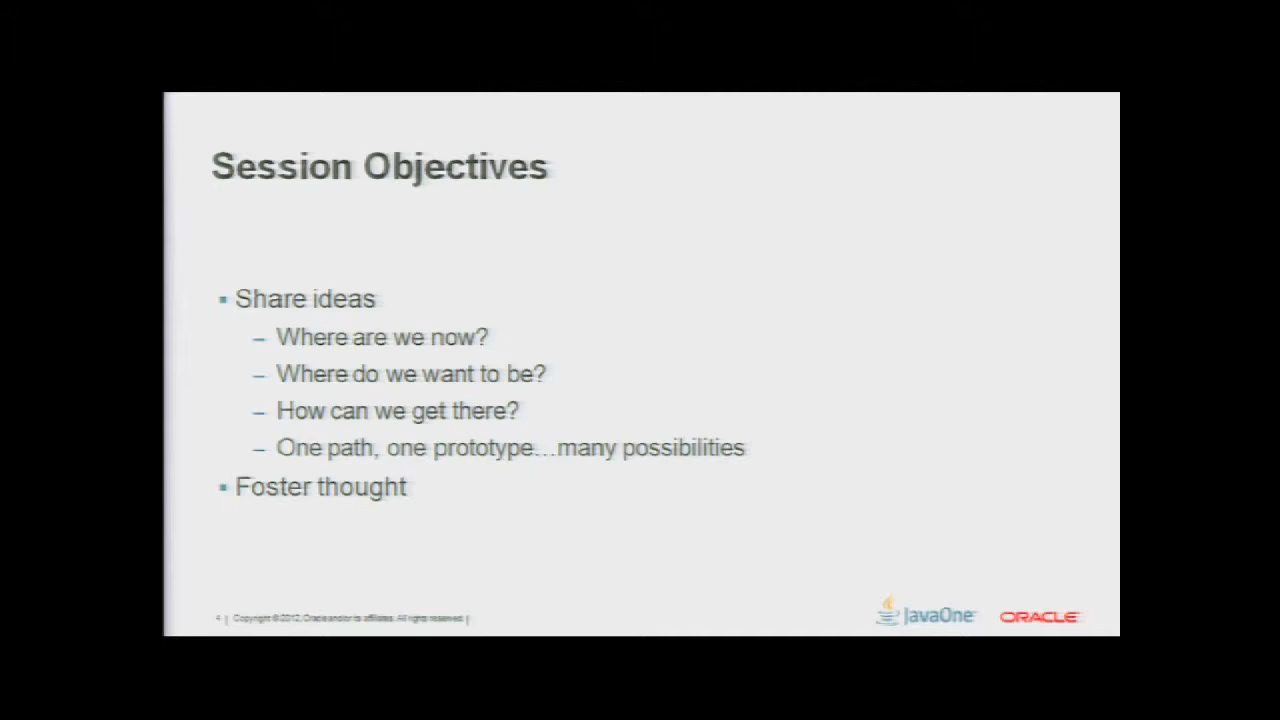 Session Objectives
▪ Share ideas
– Where are we now?
– Where do we want to be?
– How can we get there?
– One path, one prototype…many possibilities
▪ Foster thought
4 | Copyright © 2012, Oracle and/or its affiliates. All rights reserved. |
JavaOne ORACLE